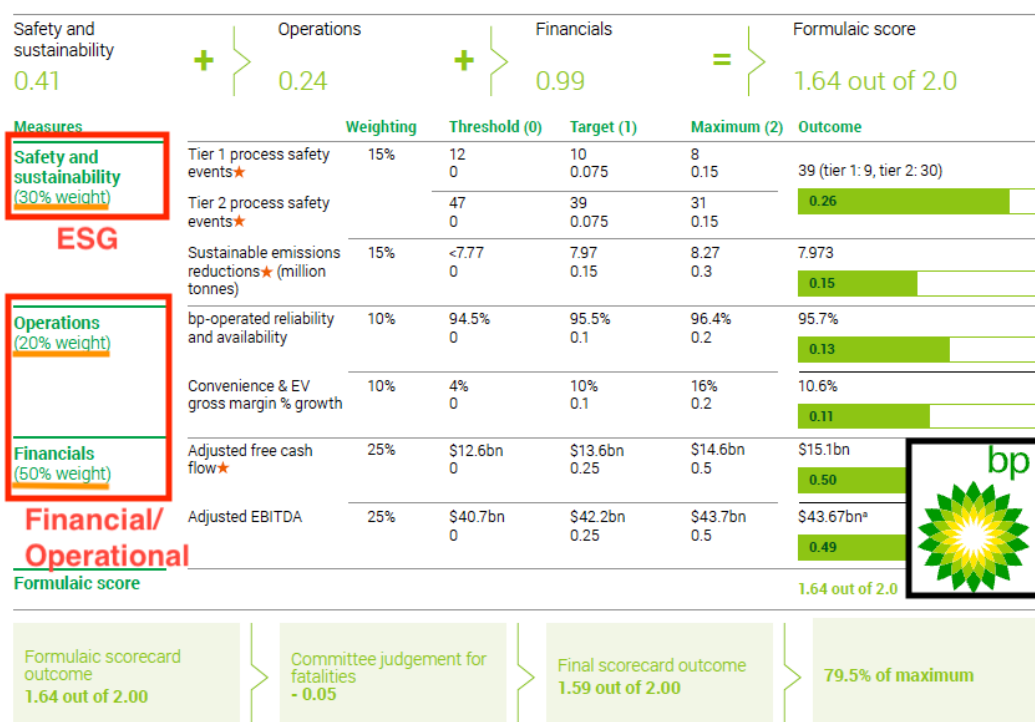 Safety and
sustainability
0.41
+
Operations
0.24
+
Financials
0.99
=
Formulaic score
1.64 out of 2.0
Measures Weighting Threshold (0) Target (1) Maximum (2) Outcome
Safety and
sustainability
(30% weight)
ESG
Tier 1 process safety
events★
15% 12 10 8
0 0.075 0.15
39 (tier 1: 9, tier 2: 30)
0.26
Tier 2 process safety
events★
47 39 31
0 0.075 0.15
Sustainable emissions
reductions★ (million
tonnes)
15% <7.77 7.97 8.27 7.973
0 0.15 0.3
0.15
Operations
(20% weight)
bp-operated reliability
and availability
10% 94.5% 95.5% 96.4% 95.7%
0 0.1 0.2
0.13
Convenience & EV
gross margin % growth
10% 4% 10% 16% 10.6%
0 0.1 0.2
0.11
Financials
(50% weight)
Adjusted free cash
flow★
25% $12.6bn $13.6bn $14.6bn $15.1bn
0 0.25 0.5
0.50
bp
Financial/
Operational
Adjusted EBITDA 25% $40.7bn $42.2bn $43.7bn $43.67bnᵃ
0 0.25 0.5
0.49
Formulaic score 1.64 out of 2.0
Formulaic scorecard
outcome
1.64 out of 2.00
Committee judgement for
fatalities
- 0.05
Final scorecard outcome
1.59 out of 2.00
79.5% of maximum